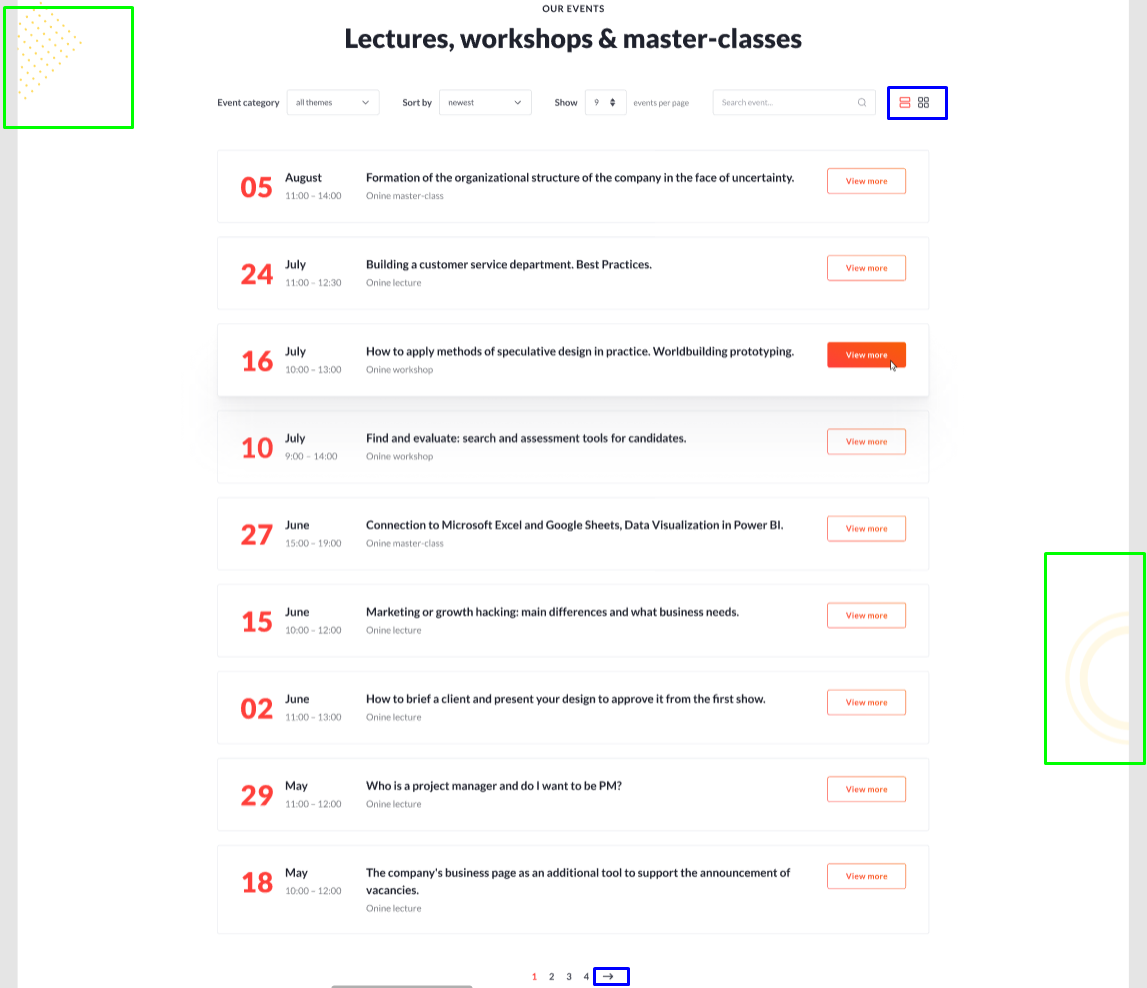 OUR EVENTS
Lectures, workshops & master-classes
Event category all themes Sort by newest Show 9 events per page Search event...
05 August Formation of the organizational structure of the company in the face of uncertainty. View more
11:00 – 14:00 Onine master-class
24 July Building a customer service department. Best Practices. View more
11:00 – 12:30 Onine lecture
16 July How to apply methods of speculative design in practice. Worldbuilding prototyping. View more
10:00 – 13:00 Onine workshop
10 July Find and evaluate: search and assessment tools for candidates. View more
9:00 – 14:00 Onine workshop
27 June Connection to Microsoft Excel and Google Sheets, Data Visualization in Power BI. View more
15:00 – 19:00 Onine master-class
15 June Marketing or growth hacking: main differences and what business needs. View more
10:00 – 12:00 Onine lecture
02 June How to brief a client and present your design to approve it from the first show. View more
11:00 – 13:00 Onine lecture
29 May Who is a project manager and do I want to be PM? View more
11:00 – 12:00 Onine lecture
18 May The company's business page as an additional tool to support the announcement of View more
10:00 – 12:00 vacancies.
Onine lecture
1 2 3 4 →